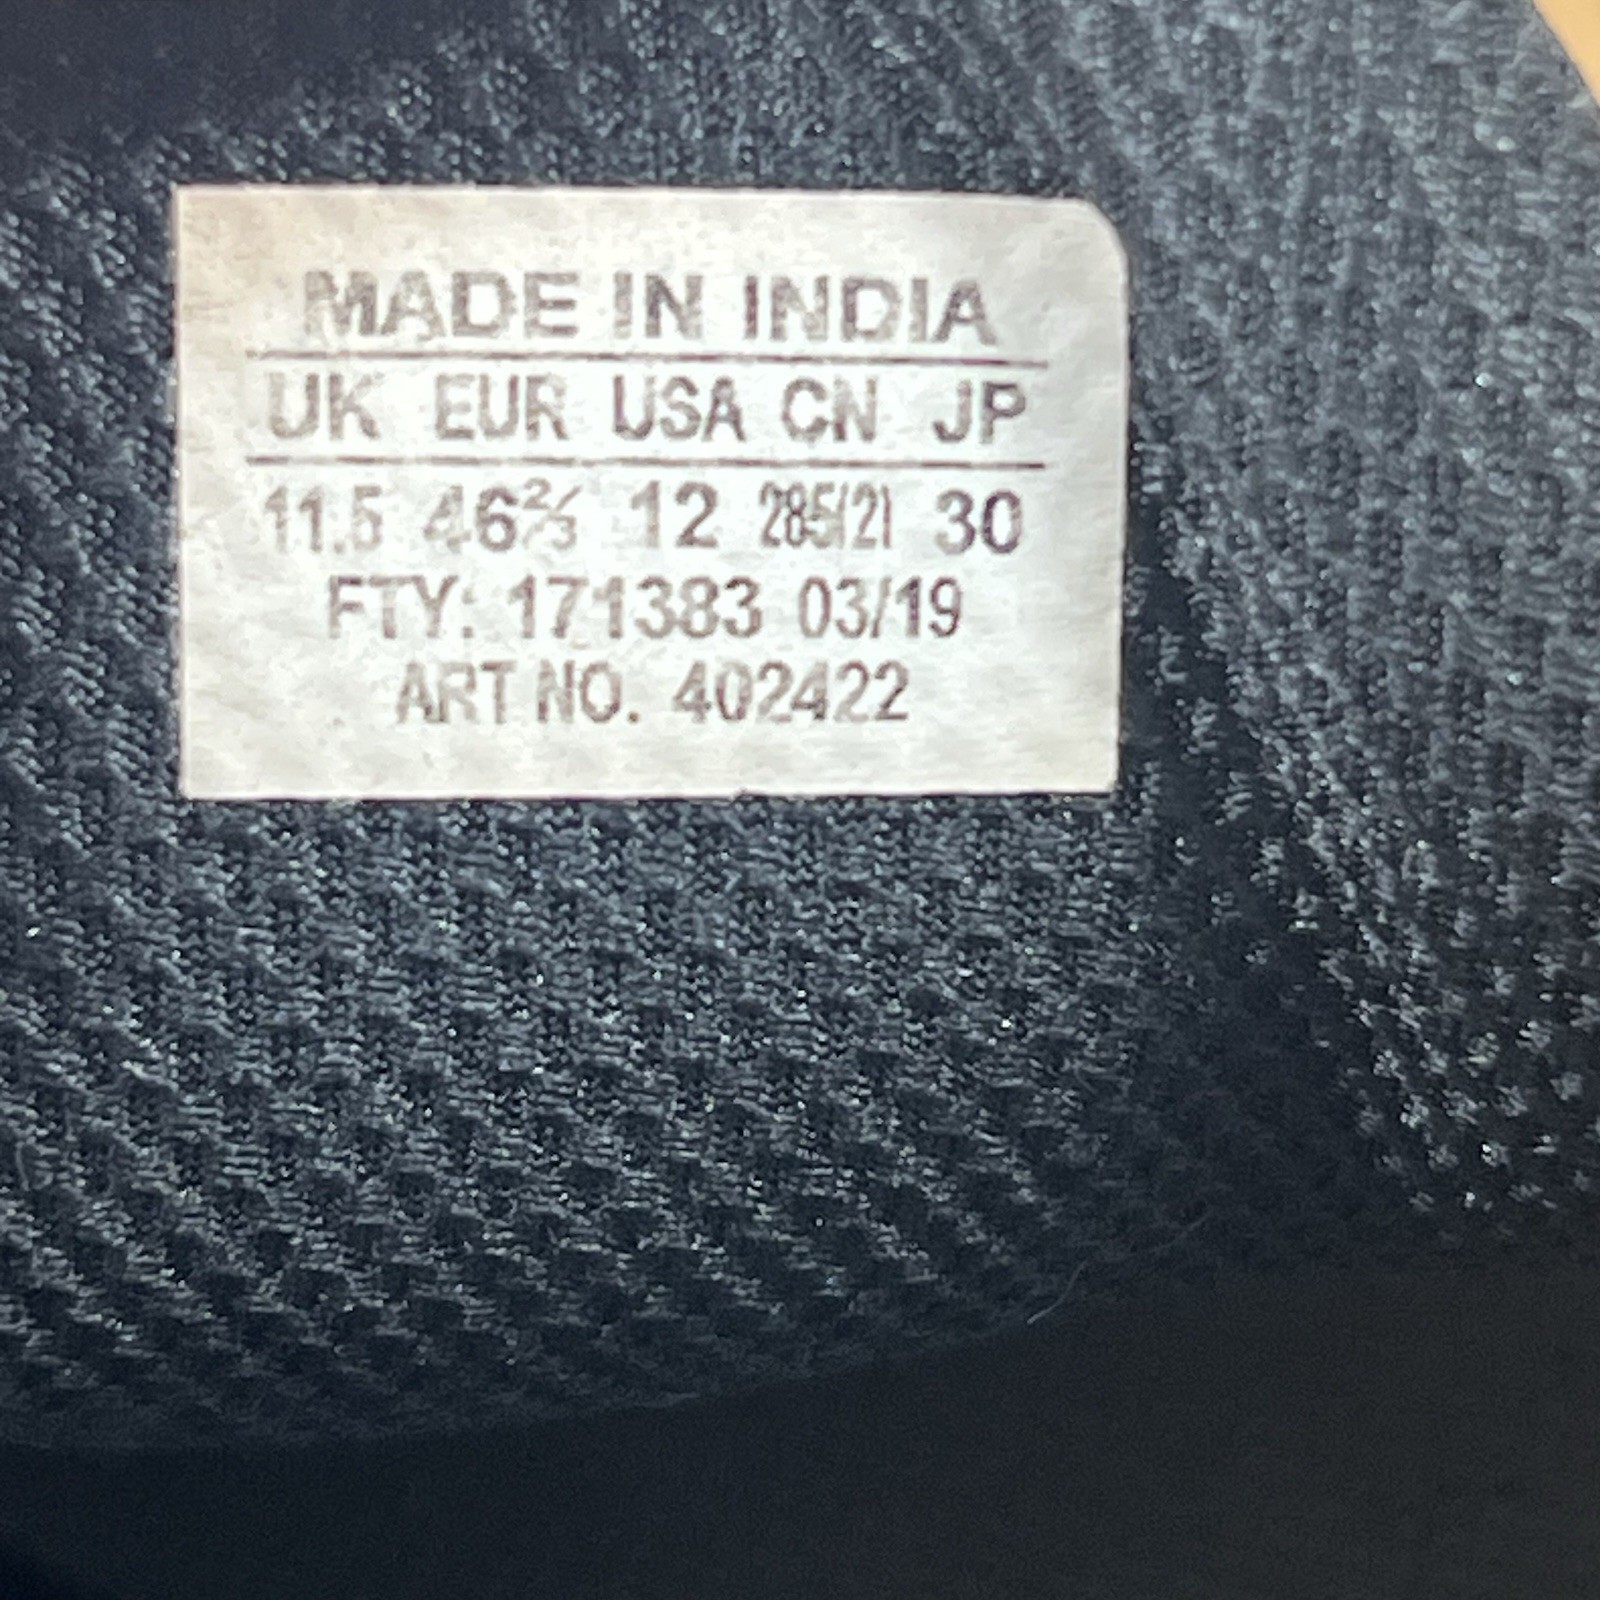 MADE IN INDIA
UK EUR USA CN JP
11.5 46⅔ 12 285(2) 30
FTY: 171383 03/19
ART NO. 402422